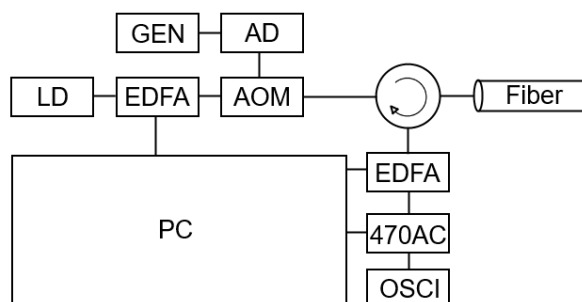 GEN
AD
LD
EDFA
AOM
Fiber
EDFA
PC
470AC
OSCI